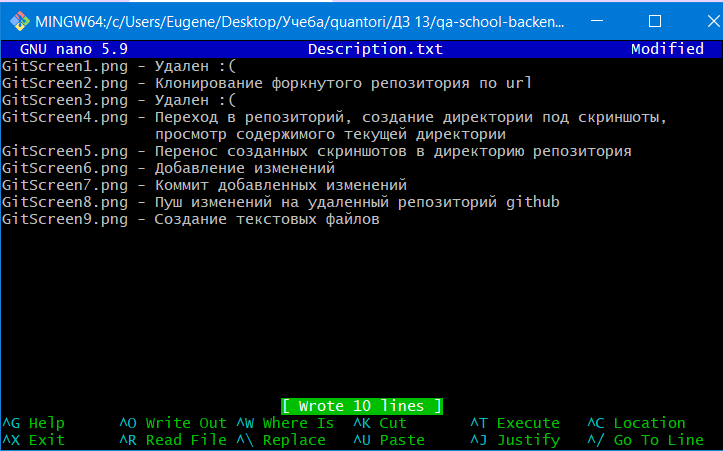 MINGW64:/c/Users/Eugene/Desktop/Учеба/quantori/ДЗ 13/qa-school-backen...
GNU nano 5.9 Description.txt Modified
GitScreen1.png - Удален :(
GitScreen2.png - Клонирование форкнутого репозитория по url
GitScreen3.png - Удален :(
GitScreen4.png - Переход в репозиторий, создание директории под скриншоты,
просмотр содержимого текущей директории
GitScreen5.png - Перенос созданных скриншотов в директорию репозитория
GitScreen6.png - Добавление изменений
GitScreen7.png - Коммит добавленных изменений
GitScreen8.png - Пуш изменений на удаленный репозиторий github
GitScreen9.png - Создание текстовых файлов
[ Wrote 10 lines ]
^G Help ^O Write Out ^W Where Is ^K Cut ^T Execute ^C Location
^X Exit ^R Read File ^\ Replace ^U Paste ^J Justify ^/ Go To Line